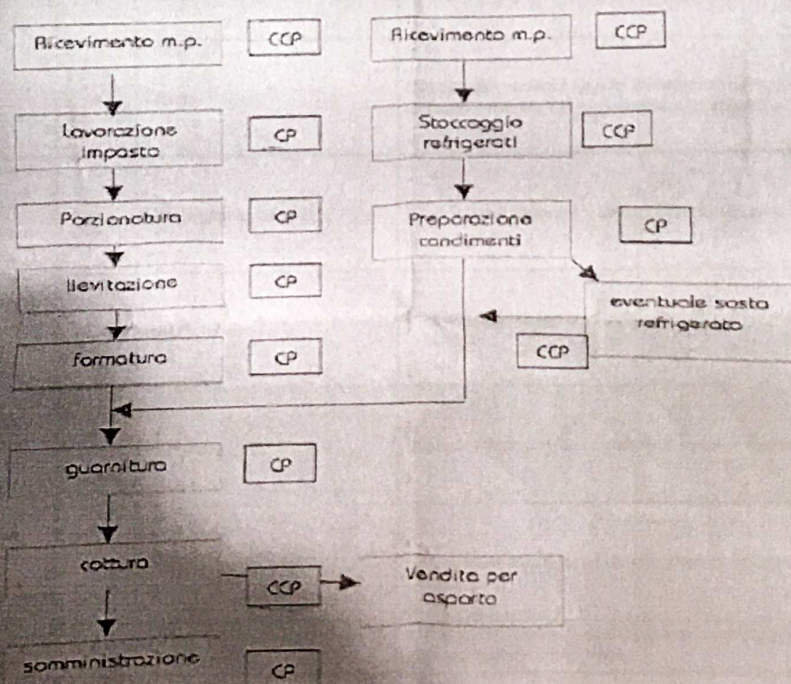 Ricevimento m.p.
CCP
Ricevimento m.p.
CCP
Lavorazione
impasto
CP
Stoccaggio
refrigerati
CCP
Porzionatura
CP
Preparazione
condimenti
CP
lievitazione
CP
eventuale sosta
refrigerato
CCP
formatura
CP
guarnitura
CP
cottura
CCP
Vendita per
asporto
somministrazione
CP